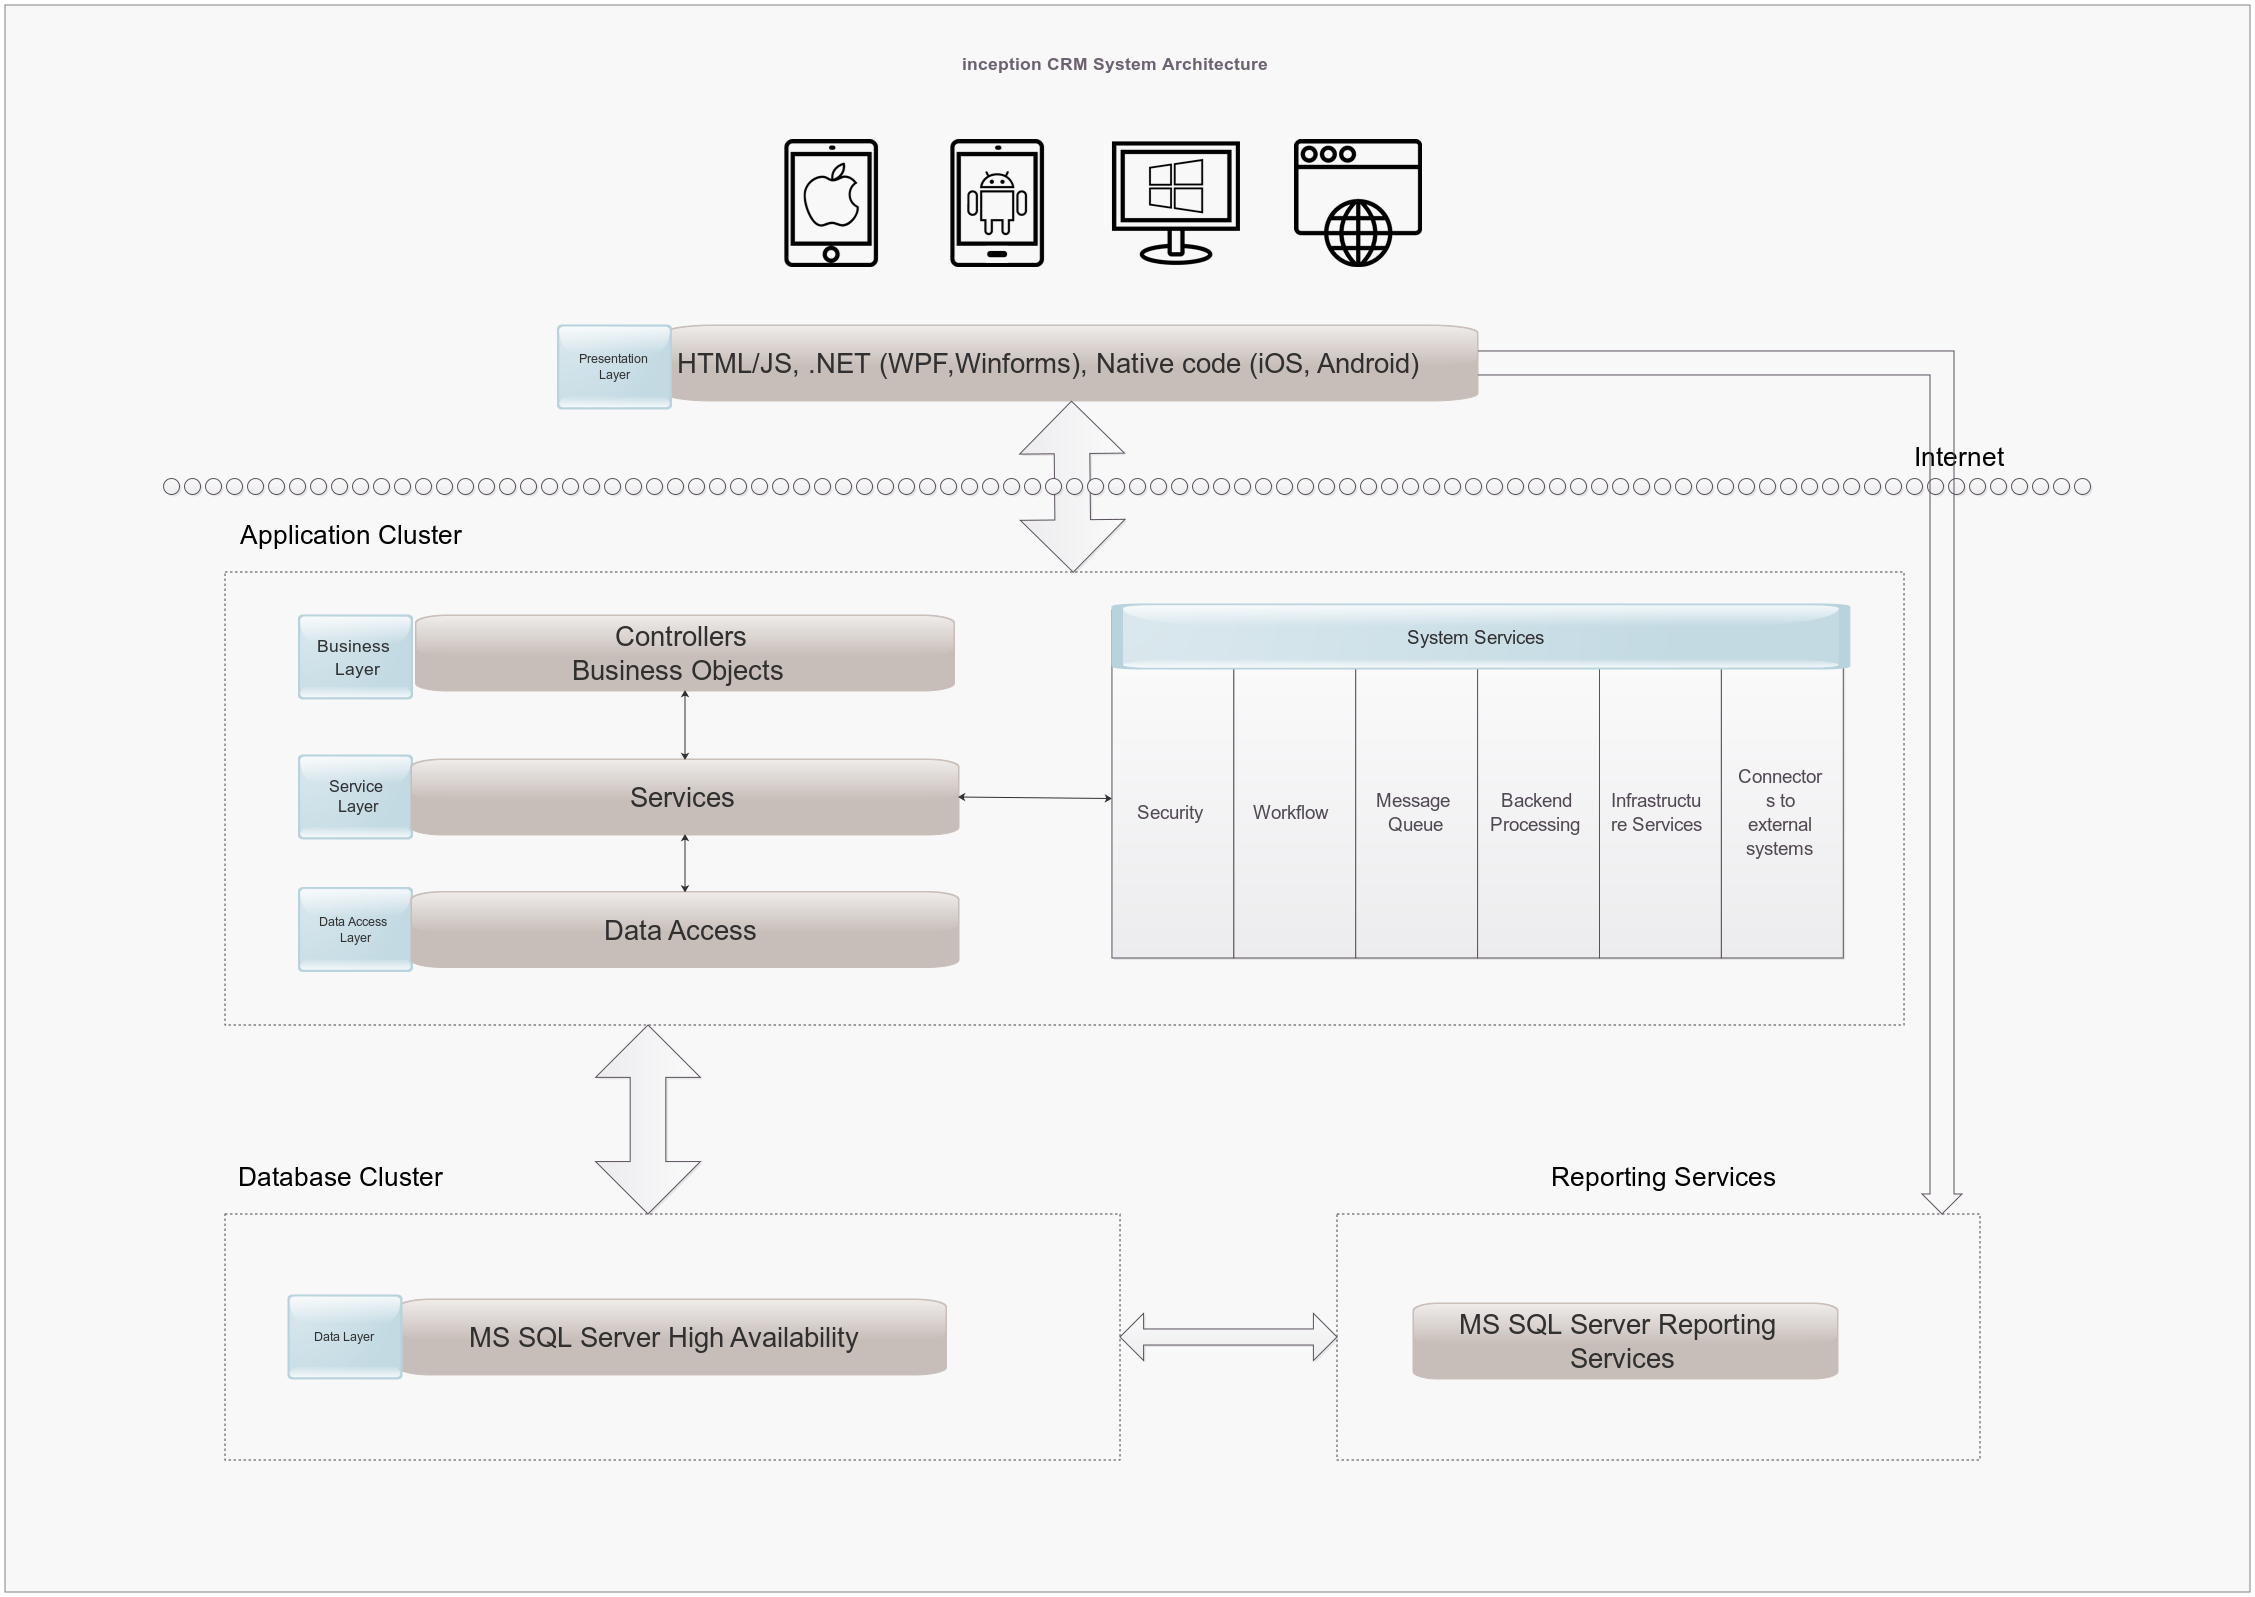 inception CRM System Architecture
Presentation
Layer
HTML/JS, .NET (WPF,Winforms), Native code (iOS, Android)
Internet
Application Cluster
Business
Layer
Controllers
Business Objects
System Services
Service
Layer
Services
Security
Workflow
Message
Queue
Backend
Processing
Infrastructu
re Services
Connector
s to
external
systems
Data Access
Layer
Data Access
Database Cluster
Reporting Services
Data Layer
MS SQL Server High Availability
MS SQL Server Reporting
Services